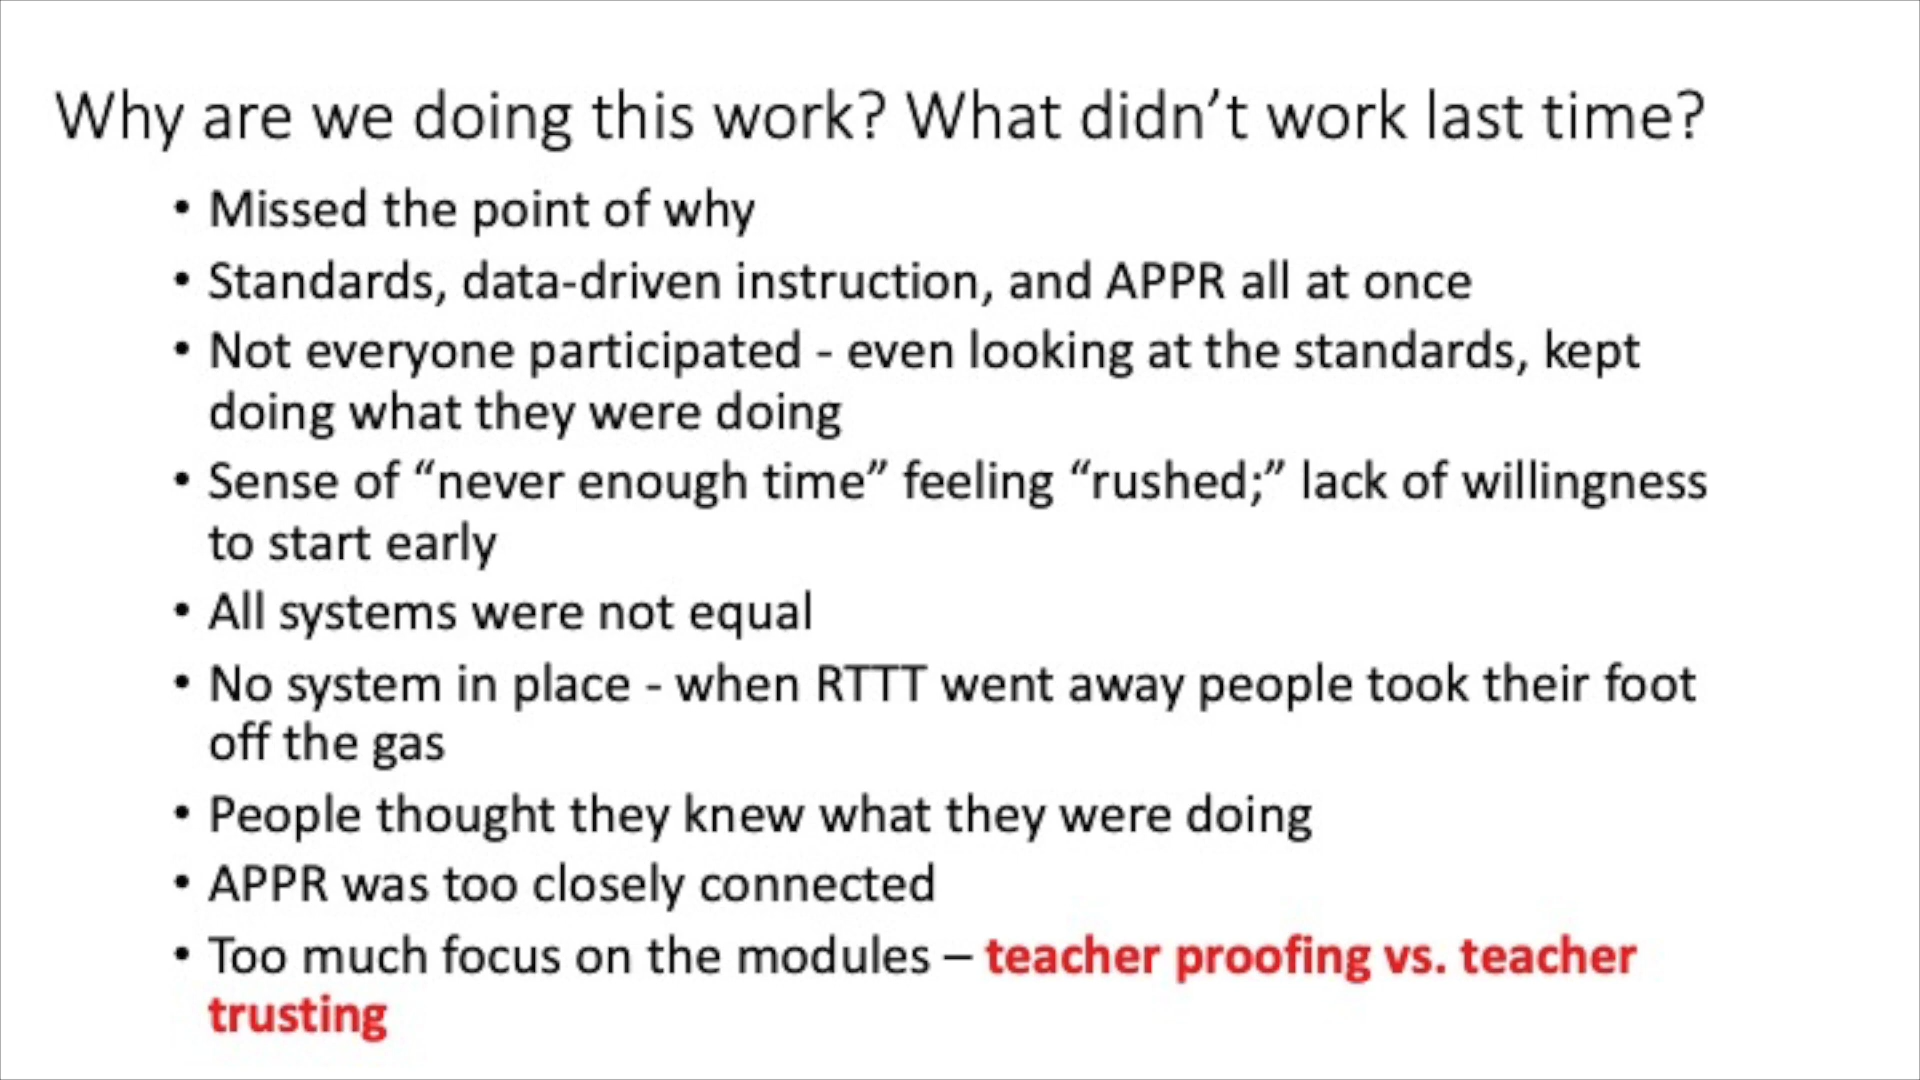 Why are we doing this work? What didn’t work last time?
• Missed the point of why
• Standards, data-driven instruction, and APPR all at once
• Not everyone participated - even looking at the standards, kept
doing what they were doing
• Sense of “never enough time” feeling “rushed;” lack of willingness
to start early
• All systems were not equal
• No system in place - when RTTT went away people took their foot
off the gas
• People thought they knew what they were doing
• APPR was too closely connected
• Too much focus on the modules – teacher proofing vs. teacher
trusting